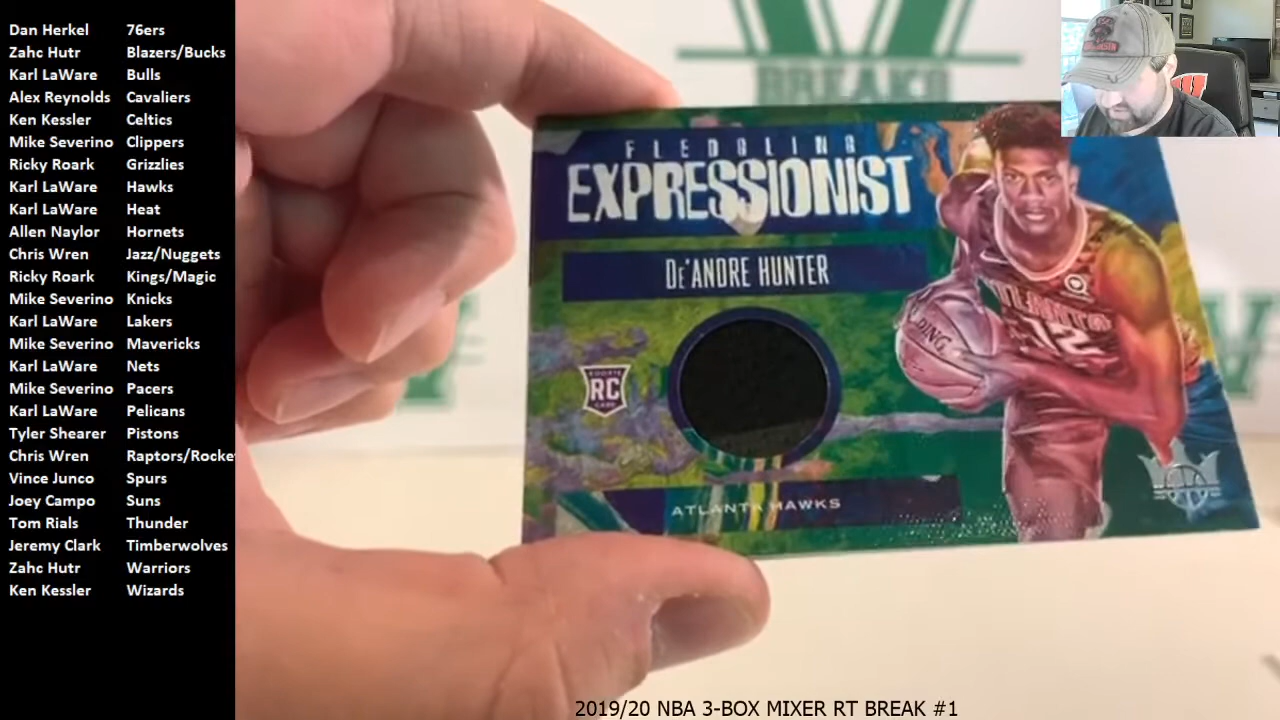 Dan Herkel 76ers
Zahc Hutr Blazers/Bucks
Karl LaWare Bulls
Alex Reynolds Cavaliers
Ken Kessler Celtics
Mike Severino Clippers
Ricky Roark Grizzlies
Karl LaWare Hawks
Karl LaWare Heat
Allen Naylor Hornets
Chris Wren Jazz/Nuggets
Ricky Roark Kings/Magic
Mike Severino Knicks
Karl LaWare Lakers
Mike Severino Mavericks
Karl LaWare Nets
Mike Severino Pacers
Karl LaWare Pelicans
Tyler Shearer Pistons
Chris Wren Raptors/Rocke
Vince Junco Spurs
Joey Campo Suns
Tom Rials Thunder
Jeremy Clark Timberwolves
Zahc Hutr Warriors
Ken Kessler Wizards
BREAKS
FLEDGLING
EXPRESSIONIST
DE'ANDRE HUNTER
ATLANTA
12
ROOKIE
RC
CARD
ATLANTA HAWKS
W
2019/20 NBA 3-BOX MIXER RT BREAK #1